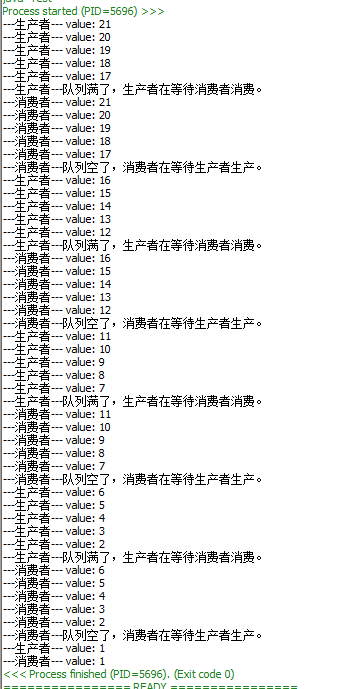 Process started (PID=5696) >>>
---生产者--- value: 21
---生产者--- value: 20
---生产者--- value: 19
---生产者--- value: 18
---生产者--- value: 17
---生产者---队列满了，生产者在等待消费者消费。
---消费者--- value: 21
---消费者--- value: 20
---消费者--- value: 19
---消费者--- value: 18
---消费者--- value: 17
---消费者---队列空了，消费者在等待生产者生产。
---生产者--- value: 16
---生产者--- value: 15
---生产者--- value: 14
---生产者--- value: 13
---生产者--- value: 12
---生产者---队列满了，生产者在等待消费者消费。
---消费者--- value: 16
---消费者--- value: 15
---消费者--- value: 14
---消费者--- value: 13
---消费者--- value: 12
---消费者---队列空了，消费者在等待生产者生产。
---生产者--- value: 11
---生产者--- value: 10
---生产者--- value: 9
---生产者--- value: 8
---生产者--- value: 7
---生产者---队列满了，生产者在等待消费者消费。
---消费者--- value: 11
---消费者--- value: 10
---消费者--- value: 9
---消费者--- value: 8
---消费者--- value: 7
---消费者---队列空了，消费者在等待生产者生产。
---生产者--- value: 6
---生产者--- value: 5
---生产者--- value: 4
---生产者--- value: 3
---生产者--- value: 2
---生产者---队列满了，生产者在等待消费者消费。
---消费者--- value: 6
---消费者--- value: 5
---消费者--- value: 4
---消费者--- value: 3
---消费者--- value: 2
---消费者---队列空了，消费者在等待生产者生产。
---生产者--- value: 1
---消费者--- value: 1
<<< Process finished (PID=5696). (Exit code 0)
================ READY ================